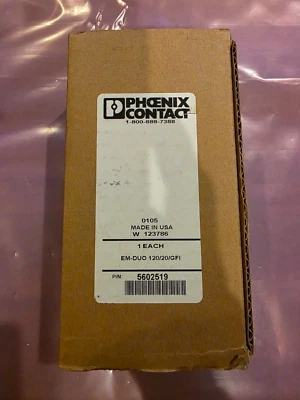 PHOENIX
CONTACT
1-800-888-7388
0105
MADE IN USA
W 123786
1 EACH
EM-DUO 120/20/GFI
P/N: 5602519